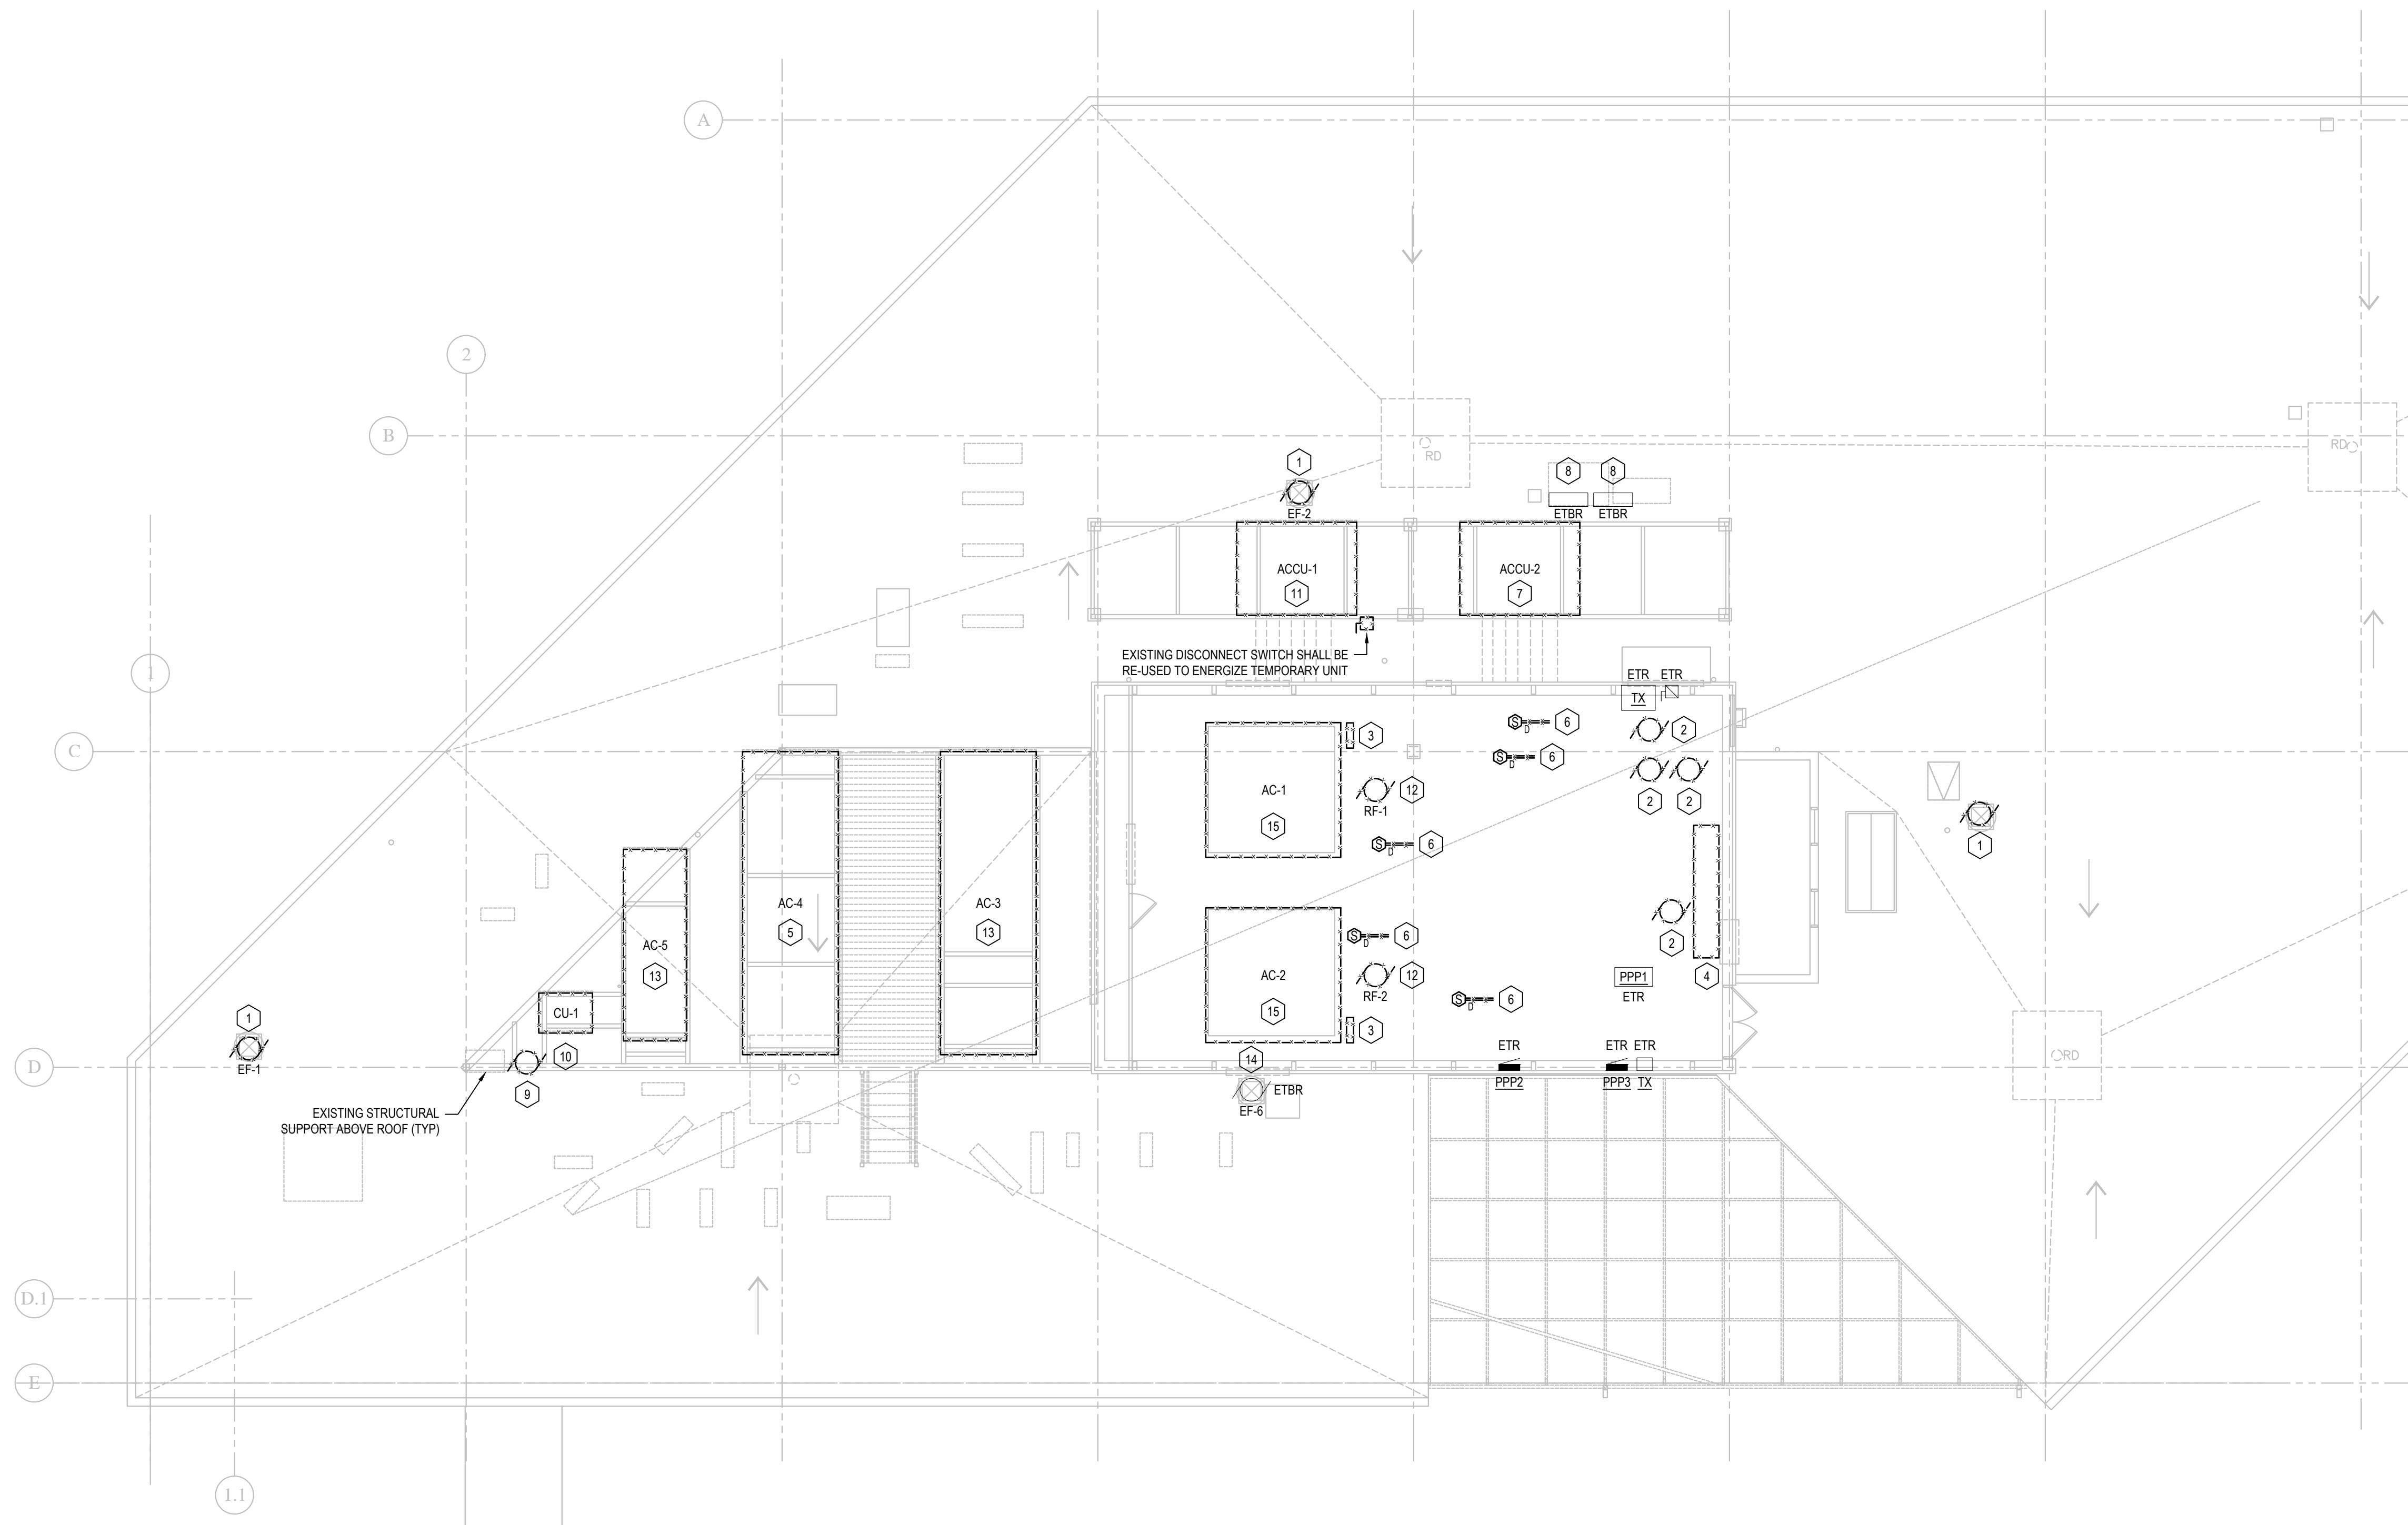 A
2
B
RD
RD
1
8
8
EF-2
ETBR
ETBR
ACCU-1
11
ACCU-2
7
EXISTING DISCONNECT SWITCH SHALL BE
RE-USED TO ENERGIZE TEMPORARY UNIT
1
ETR
ETR
TX
C
3
S
D
6
2
S
D
6
2
2
AC-1
15
RF-1
12
S
D
6
1
AC-4
5
AC-3
13
AC-5
13
S
D
6
2
AC-2
15
RF-2
12
4
PPP1
ETR
S
D
6
CU-1
10
9
1
EF-1
D
3
14
ETBR
EF-6
ETR
PPP2
ETR
ETR
PPP3
TX
RD
EXISTING STRUCTURAL
SUPPORT ABOVE ROOF (TYP)
D.1
E
1.1